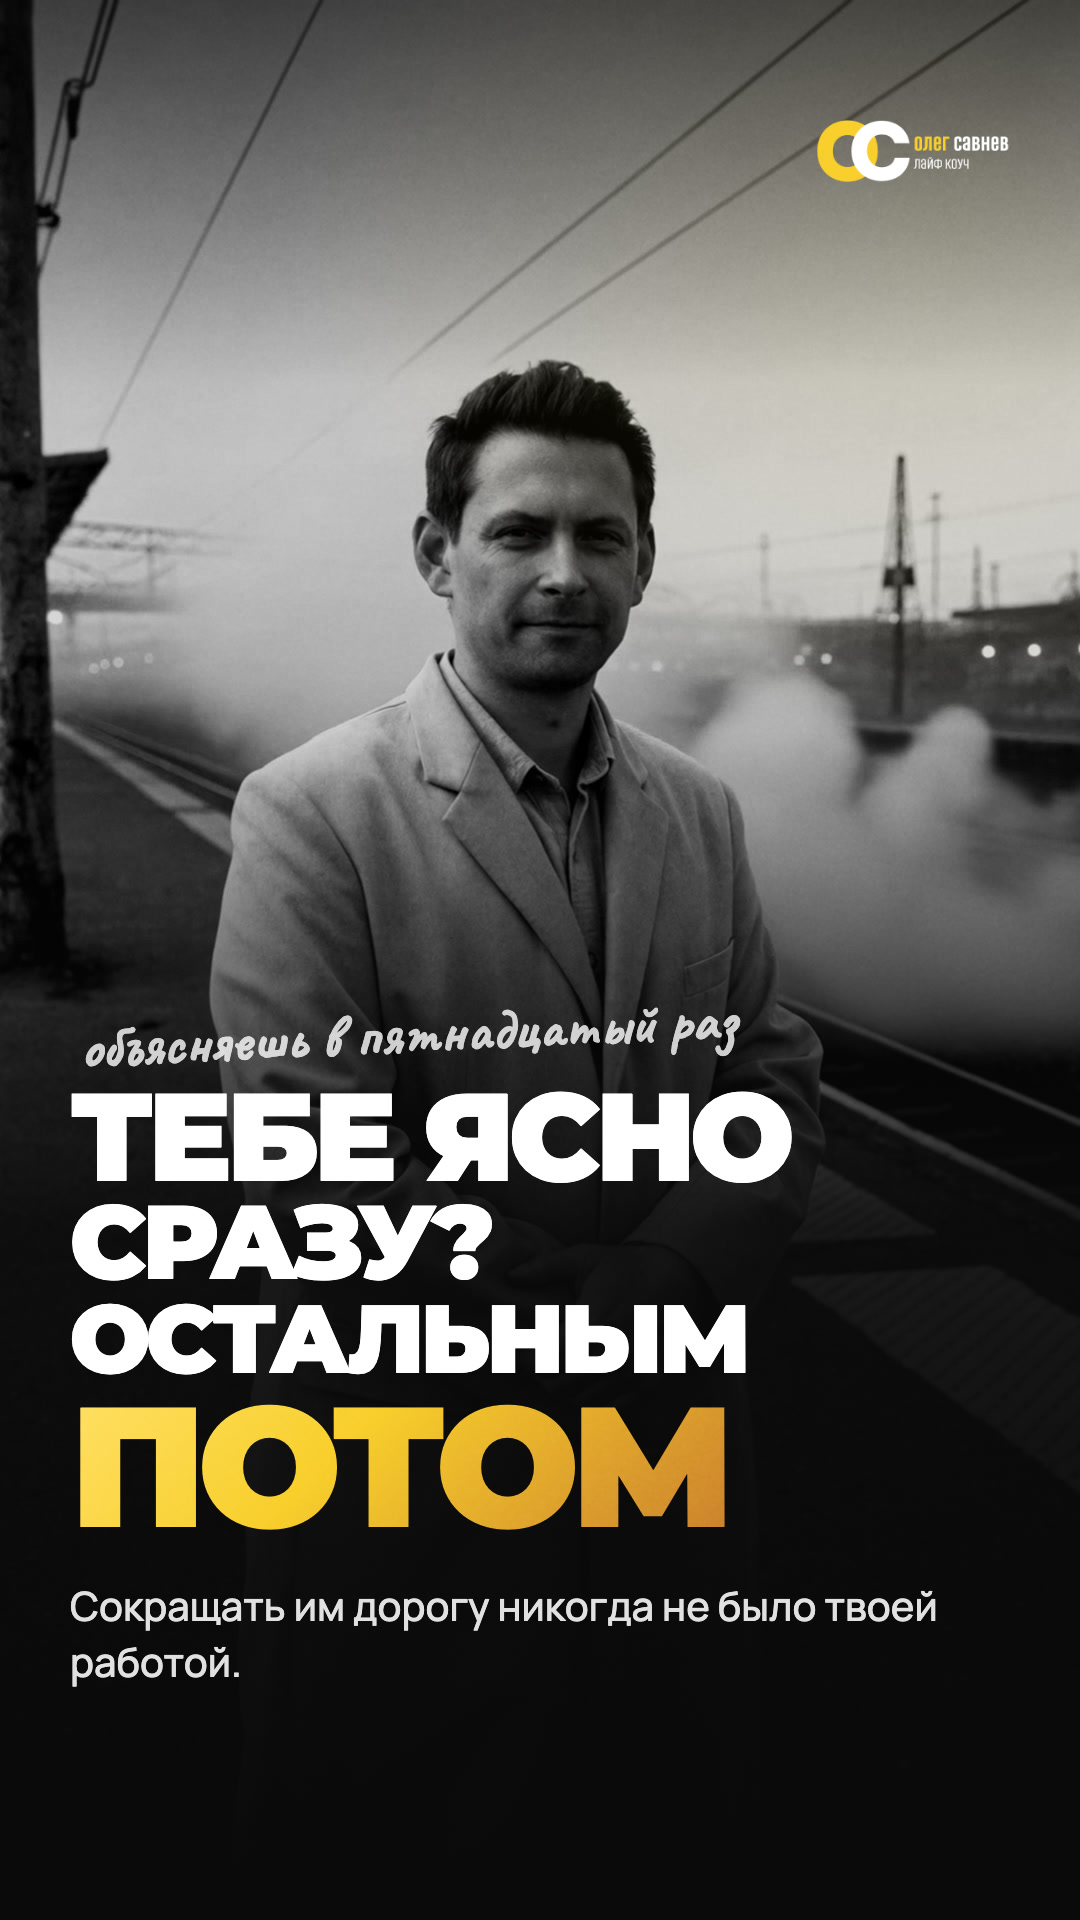 ОС олег савнев
лайф коуч
объясняешь в пятнадцатый раз
ТЕБЕ ЯСНО
СРАЗУ?
ОСТАЛЬНЫМ
ПОТОМ
Сокращать им дорогу никогда не было твоей
работой.